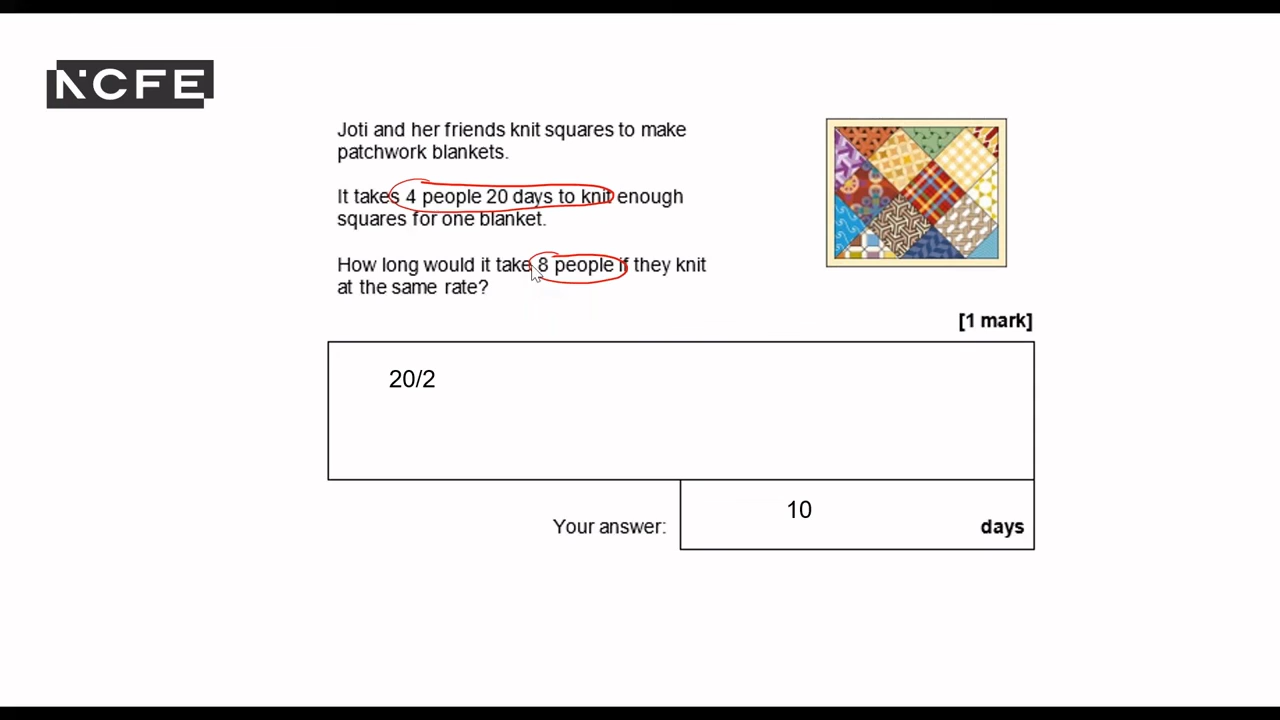 NCFE
Joti and her friends knit squares to make
patchwork blankets.
It takes 4 people 20 days to knit enough
squares for one blanket.
How long would it take 8 people if they knit
at the same rate?
[1 mark]
20/2
10
Your answer:
days